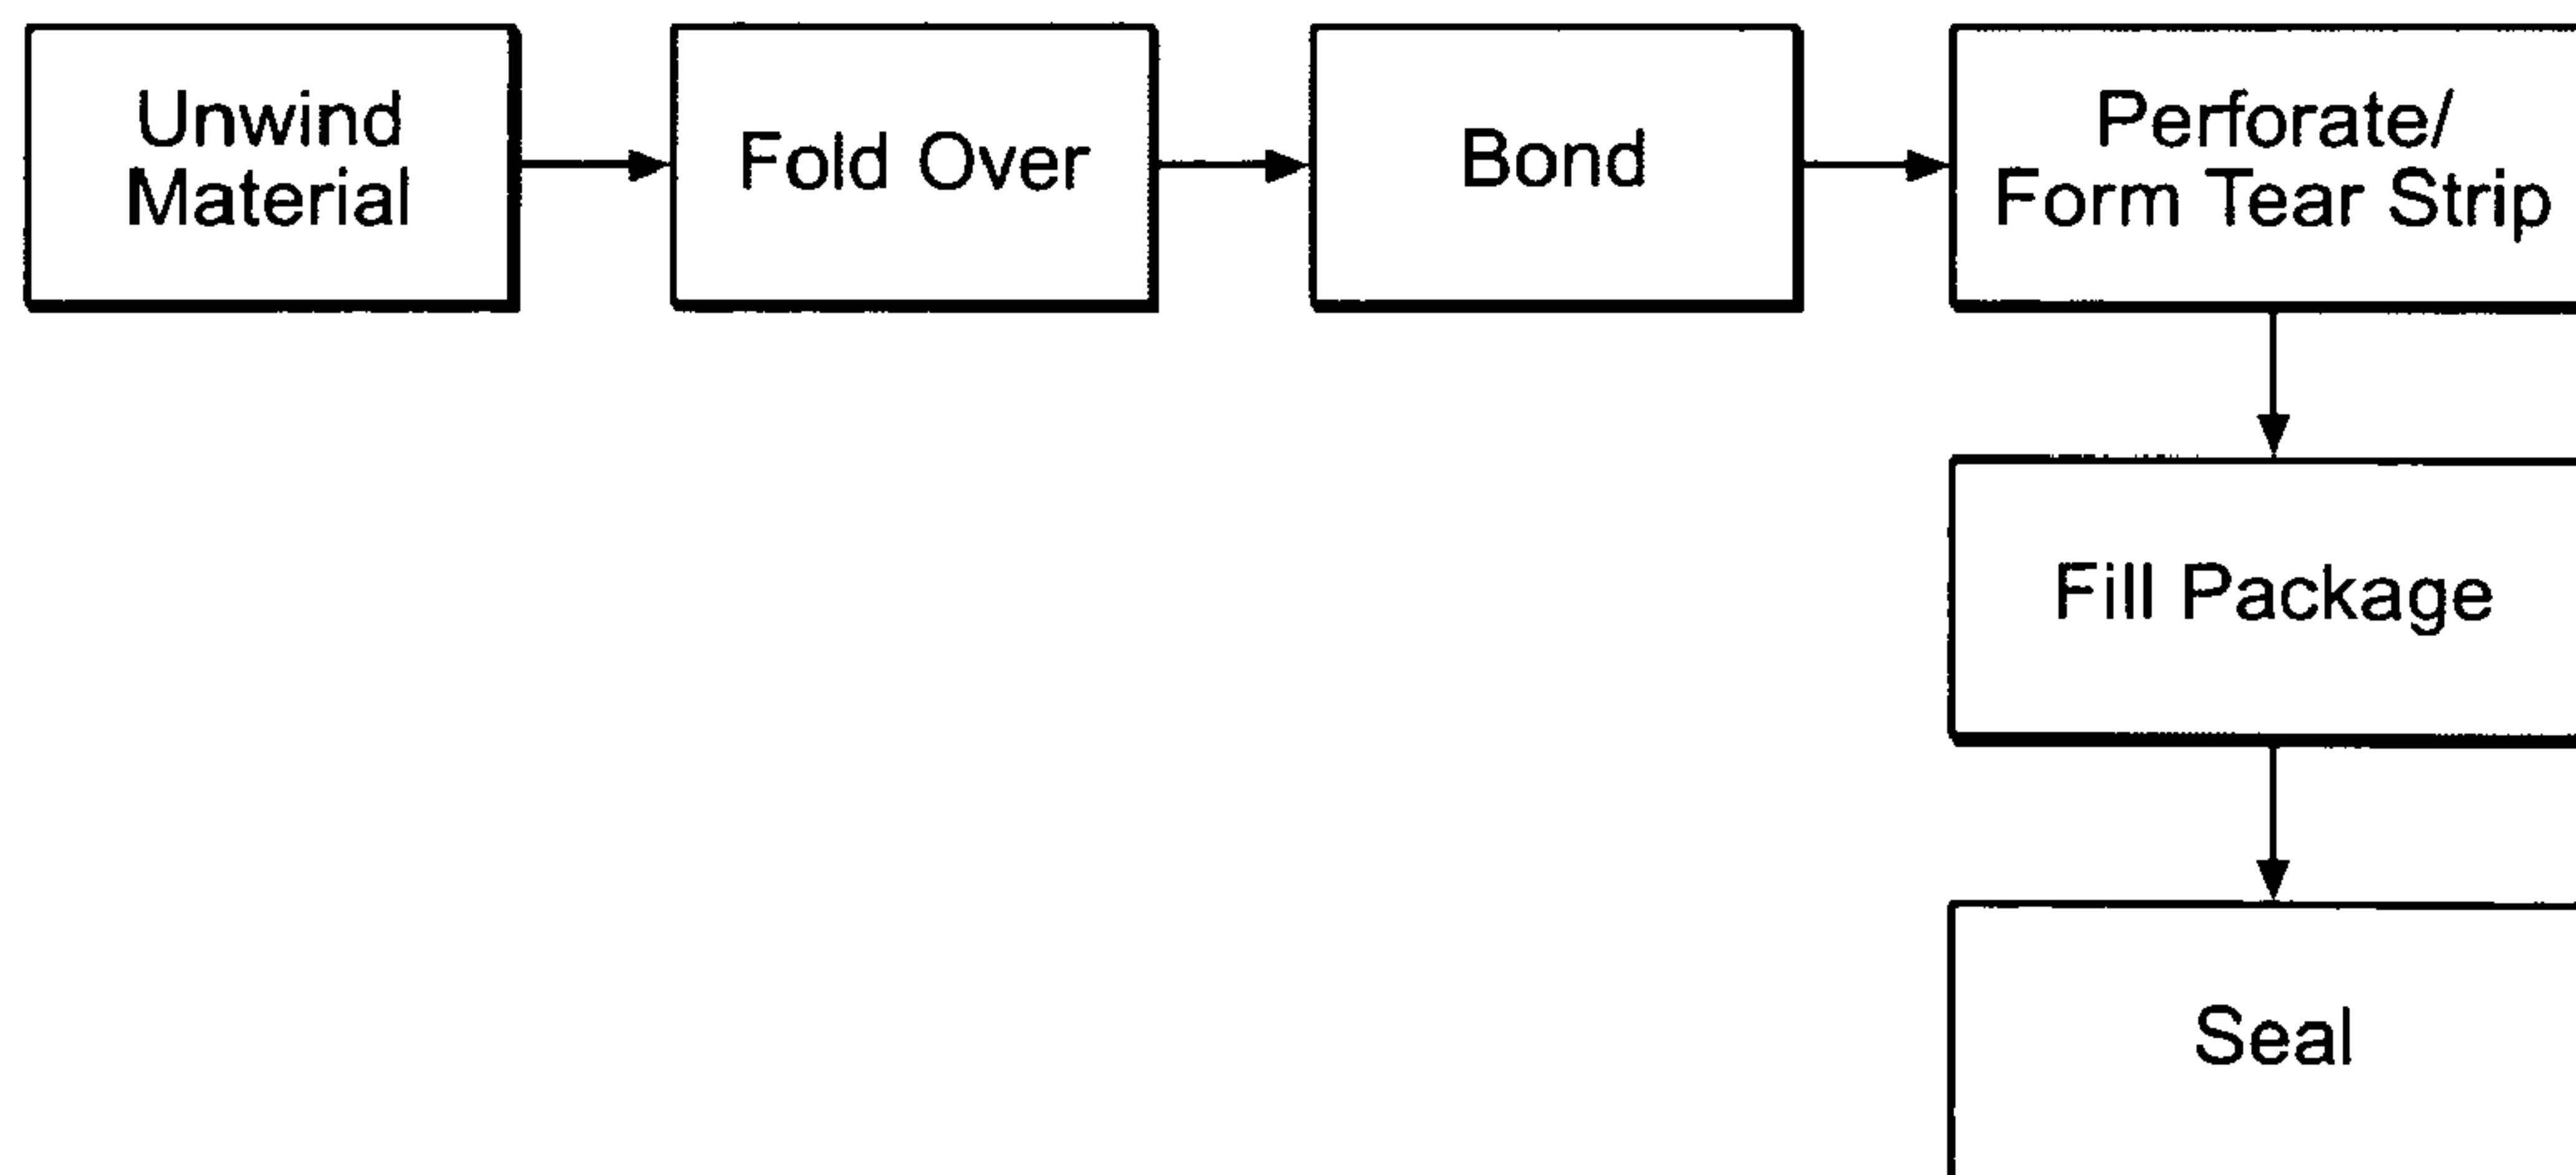 Unwind
Material
Fold Over
Bond
Perforate/
Form Tear Strip
Fill Package
Seal